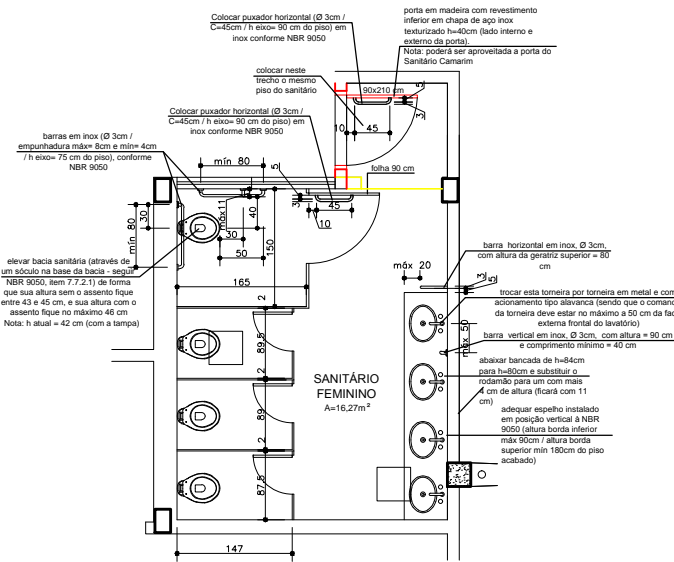 Colocar puxador horizontal (Ø 3cm /
C=45cm / h eixo= 90 cm do piso) em
inox conforme NBR 9050
porta em madeira com revestimento
inferior em chapa de aço inox
texturizado h=40cm (lado interno e
externo da porta).
Nota: poderá ser aproveitada a porta do
Sanitário Camarim
colocar neste
trecho o mesmo
piso do sanitário
90x210 cm
5
3
10
45
Colocar puxador horizontal (Ø 3cm /
C=45cm / h eixo= 90 cm do piso) em
inox conforme NBR 9050
barras em inox (Ø 3cm /
empunhadura máx= 8cm e mín= 4cm
/ h eixo= 75 cm do piso), conforme
NBR 9050
mín 80
5
folha 90 cm
3
45
10
mín 80
30
máx11
40
30
50
150
165
elevar bacia sanitária (através de
um sóculo na base da bacia - seguir
NBR 9050, item 7.7.2.1) de forma
que sua altura sem o assento fique
entre 43 e 45 cm, e sua altura com o
assento fique no máximo 46 cm
Nota: h atual = 42 cm (com a tampa)
máx 20
barra horizontal em inox, Ø 3cm,
com altura da geratriz superior = 80
cm
3
5
trocar esta torneira por torneira em metal e com
acionamento tipo alavanca (sendo que o comando
da torneira deve estar no máximo a 50 cm da fac
externa frontal do lavatório)
máx 50
barra vertical em inox, Ø 3cm, com altura = 90 cm
e comprimento mínimo = 40 cm
abaixar bancada de h=84cm
para h=80cm e substituir o
rodamão para um com mais
4 cm de altura (ficará com 11
cm)
adequar espelho instalado
em posição vertical à NBR
9050 (altura borda inferior
máx 90cm / altura borda
superior mín 180cm do piso
acabado)
SANITÁRIO
FEMININO
A=16,27m²
2
89,5
2
89
2
87,5
147